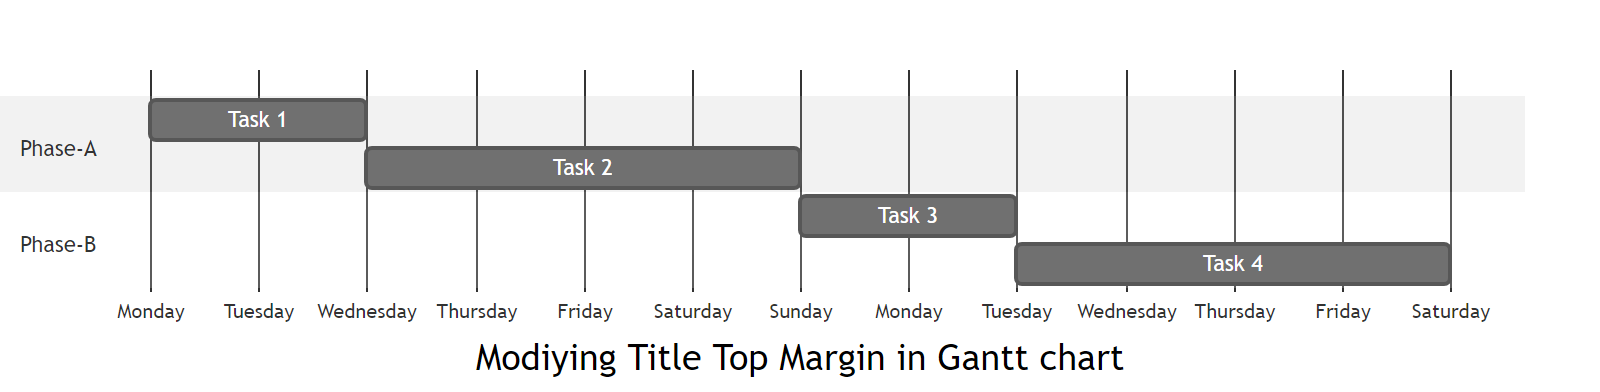 Task 1
Phase-A
Task 2
Task 3
Phase-B
Task 4
Monday Tuesday Wednesday Thursday Friday Saturday Sunday Monday Tuesday Wednesday Thursday Friday Saturday
Modiying Title Top Margin in Gantt chart